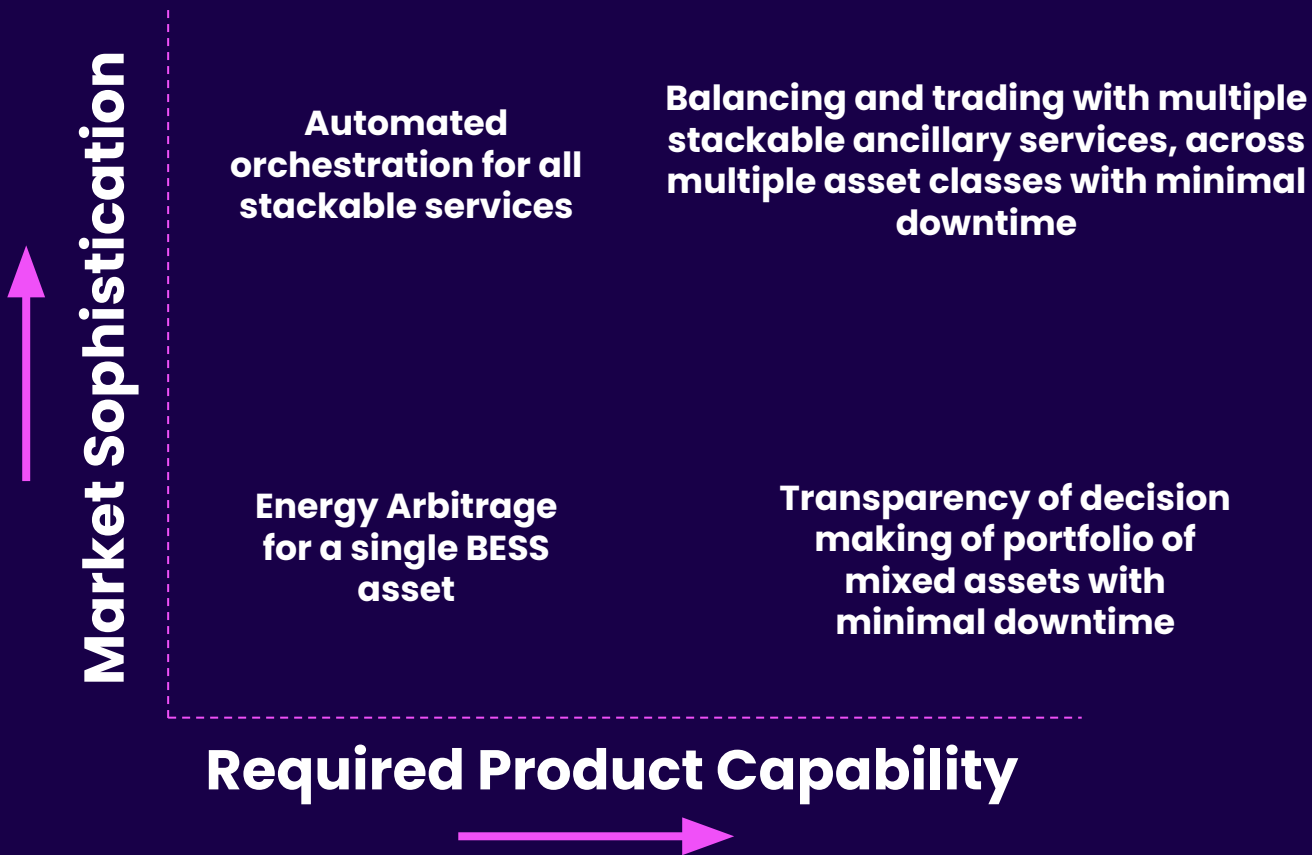 Market Sophistication
Automated
orchestration for all
stackable services
Balancing and trading with multiple
stackable ancillary services, across
multiple asset classes with minimal
downtime
Energy Arbitrage
for a single BESS
asset
Transparency of decision
making of portfolio of
mixed assets with
minimal downtime
Required Product Capability